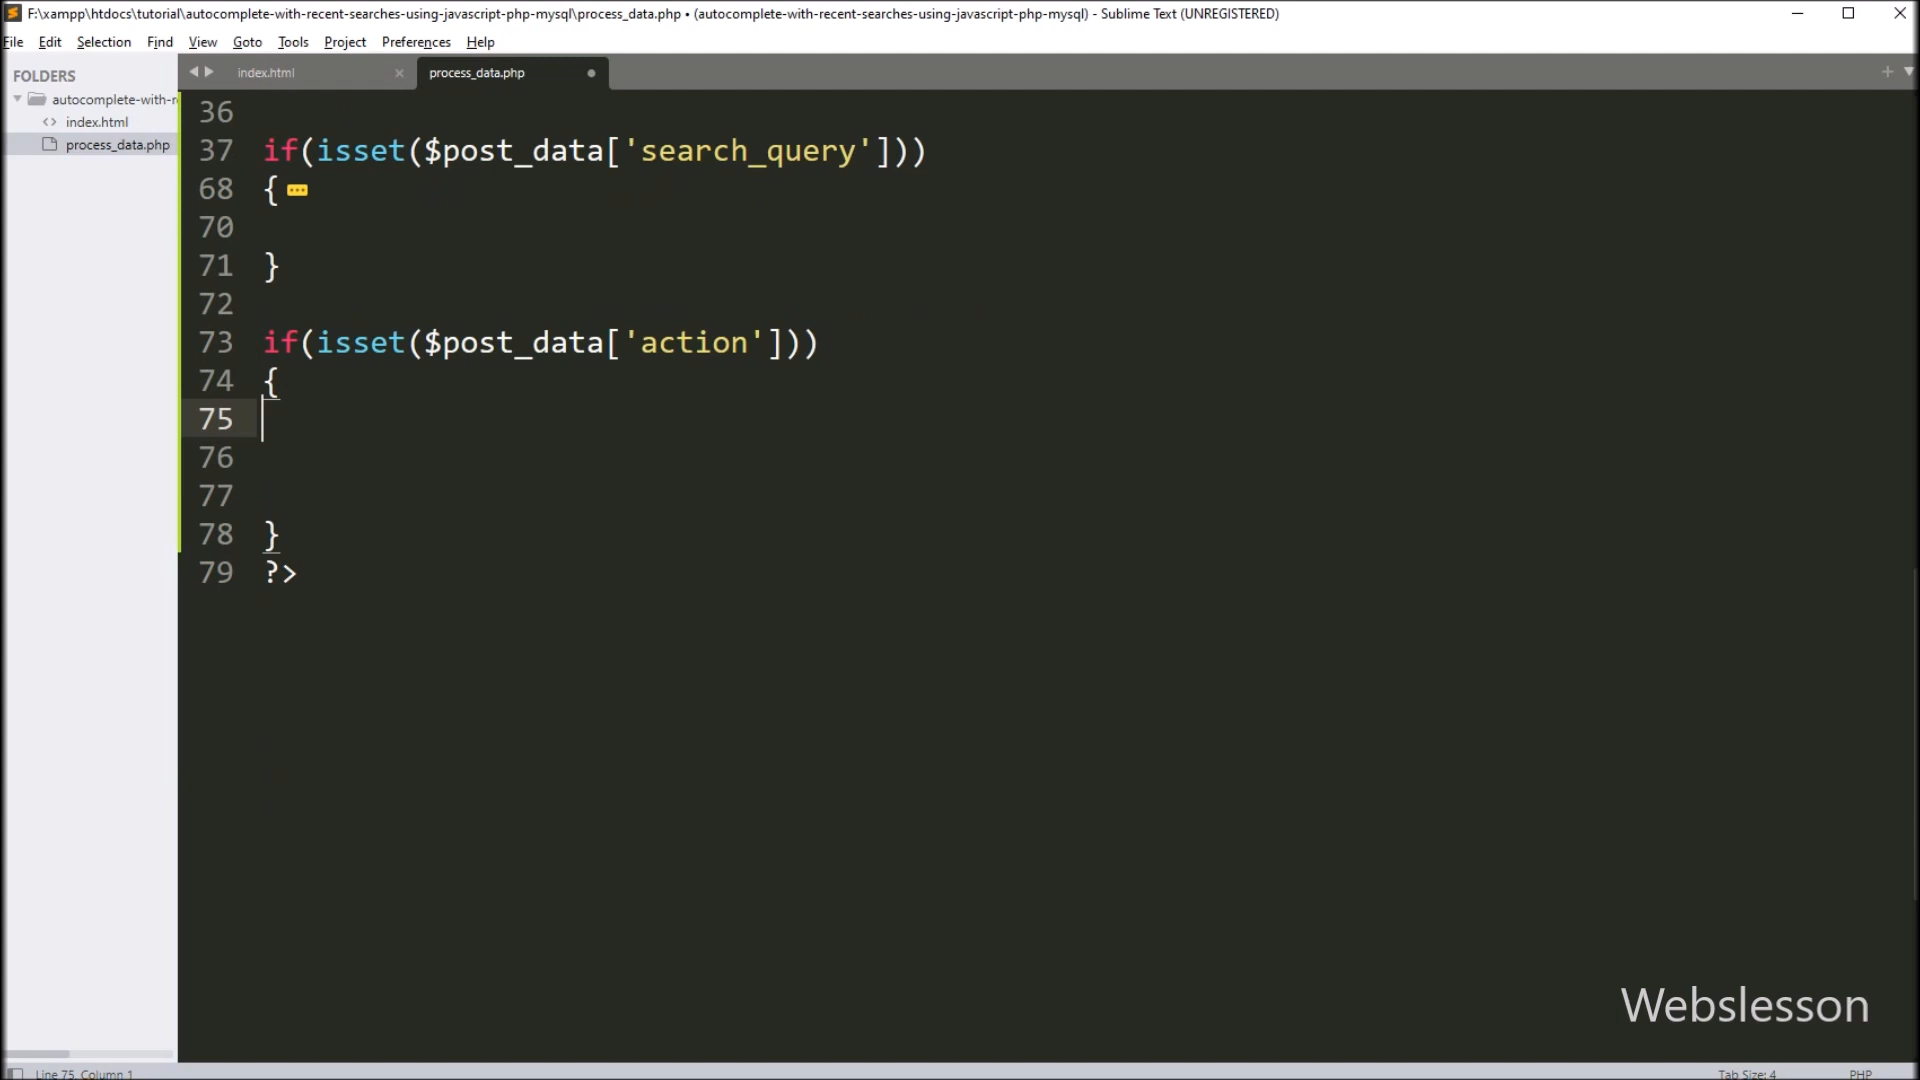 F:\xampp\htdocs\tutorial\autocomplete-with-recent-searches-using-javascript-php-mysql\process_data.php • (autocomplete-with-recent-searches-using-javascript-php-mysql) - Sublime Text (UNREGISTERED)
File Edit Selection Find View Goto Tools Project Preferences Help
FOLDERS
autocomplete-with-r
index.html
process_data.php
index.html
process_data.php
36
37 if(isset($post_data['search_query']))
68 {
70
71 }
72
73 if(isset($post_data['action']))
74 {
75
76
77
78 }
79 ?>
Webslesson
Line 75, Column 1
Tab Size: 4
PHP